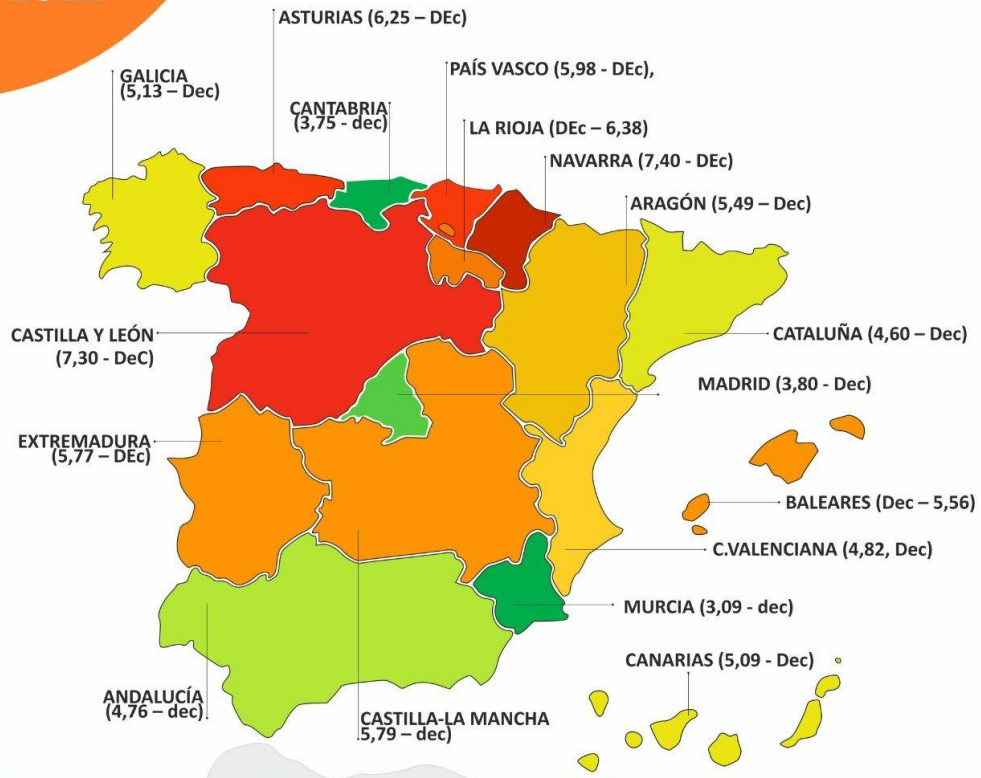 ASTURIAS (6,25 – DEc)
PAÍS VASCO (5,98 - DEc),
GALICIA
(5,13 – Dec)
CANTABRIA
(3,75 - dec)
LA RIOJA (DEc – 6,38)
NAVARRA (7,40 - DEc)
ARAGÓN (5,49 – Dec)
CASTILLA Y LEÓN
(7,30 - DeC)
CATALUÑA (4,60 – Dec)
MADRID (3,80 - Dec)
EXTREMADURA
(5,77 – DEc)
BALEARES (Dec – 5,56)
C.VALENCIANA (4,82, Dec)
MURCIA (3,09 - dec)
CANARIAS (5,09 - Dec)
ANDALUCÍA
(4,76 – dec)
CASTILLA-LA MANCHA
5,79 – dec)